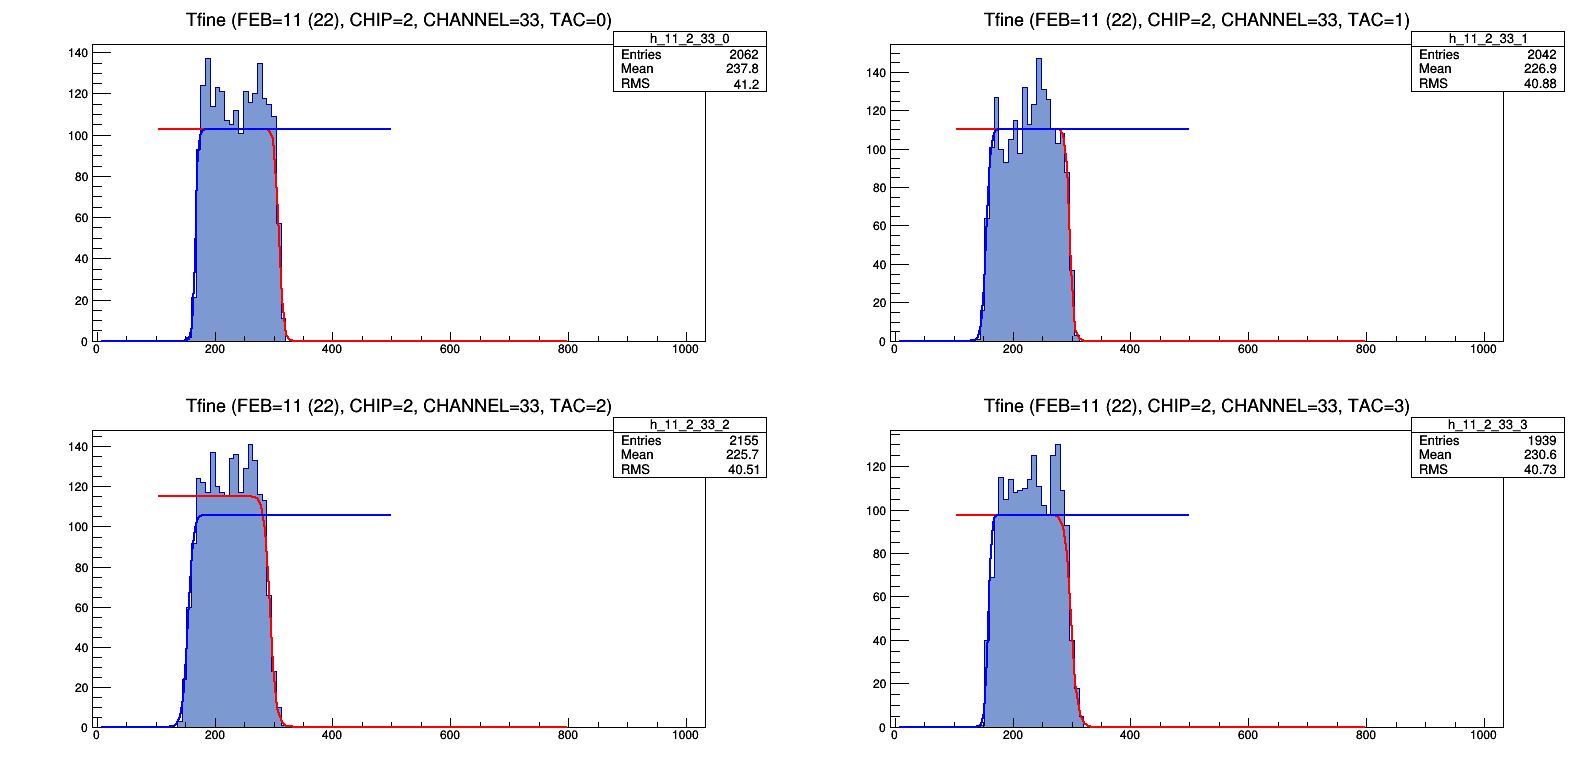 Tfine (FEB=11 (22), CHIP=2, CHANNEL=33, TAC=0)
h_11_2_33_0
Entries 2062
Mean 237.8
RMS 41.2
140
120
100
80
60
40
20
0
0 200 400 600 800 1000
Tfine (FEB=11 (22), CHIP=2, CHANNEL=33, TAC=1)
h_11_2_33_1
Entries 2042
Mean 226.9
RMS 40.88
140
120
100
80
60
40
20
0
0 200 400 600 800 1000
Tfine (FEB=11 (22), CHIP=2, CHANNEL=33, TAC=2)
h_11_2_33_2
Entries 2155
Mean 225.7
RMS 40.51
140
120
100
80
60
40
20
0
0 200 400 600 800 1000
Tfine (FEB=11 (22), CHIP=2, CHANNEL=33, TAC=3)
h_11_2_33_3
Entries 1939
Mean 230.6
RMS 40.73
120
100
80
60
40
20
0
0 200 400 600 800 1000